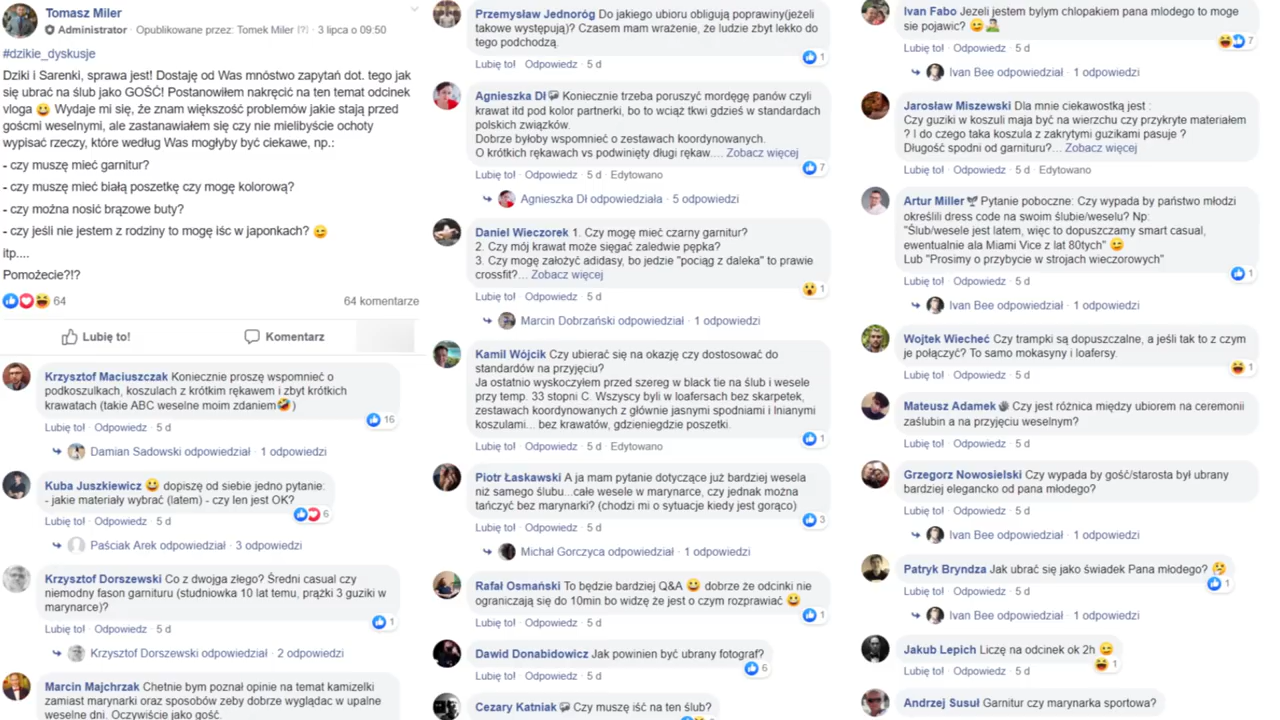 Tomasz Miler
Administrator · Opublikowane przez: Tomek Miler [?] · 3 lipca o 09:50
#dzikie_dyskusje
Dziki i Sarenki, sprawa jest! Dostaję od Was mnóstwo zapytań dot. tego jak
się ubrać na ślub jako GOŚĆ! Postanowiłem nakręcić na ten temat odcinek
vloga 😀 Wydaje mi się, że znam większość problemów jakie stają przed
gośćmi weselnymi, ale zastanawiałem się czy nie mielibyście ochoty
wypisać rzeczy, które według Was mogłyby być ciekawe, np.:
- czy muszę mieć garnitur?
- czy muszę mieć białą poszetkę czy mogę kolorową?
- czy można nosić brązowe buty?
- czy jeśli nie jestem z rodziny to mogę iśc w japonkach? 😉
itp....
Pomożecie?!?
64
64 komentarze
Lubię to!
Komentarz
Krzysztof Maciuszczak Koniecznie proszę wspomnieć o
podkoszulkach, koszulach z krótkim rękawem i zbyt krótkich
krawatach (takie ABC weselne moim zdaniem🤣)
16
Lubię to! · Odpowiedz · 5 d
Damian Sadowski odpowiedział · 1 odpowiedzi
Kuba Juszkiewicz 😀 dopiszę od siebie jedno pytanie:
- jakie materiały wybrać (latem) - czy len jest OK?
6
Lubię to! · Odpowiedz · 5 d
Paściak Arek odpowiedział · 3 odpowiedzi
Krzysztof Dorszewski Co z dwojga złego? Średni casual czy
niemodny fason garnituru (studniowka 10 lat temu, prążki 3 guziki w
marynarce)?
1
Lubię to! · Odpowiedz · 5 d
Krzysztof Dorszewski odpowiedział · 2 odpowiedzi
Marcin Majchrzak Chetnie bym poznał opinie na temat kamizelki
zamiast marynarki oraz sposobów zeby dobrze wyglądac w upalne
weselne dni. Oczywiście jako gość.
Przemysław Jednoróg Do jakiego ubioru obligują poprawiny(jeżeli
takowe występują)? Czasem mam wrażenie, że ludzie zbyt lekko do
tego podchodzą.
1
Lubię to! · Odpowiedz · 5 d
Agnieszka Dł Koniecznie trzeba poruszyć mordęgę panów czyli
krawat itd pod kolor partnerki, bo to wciąż tkwi gdzieś w standardach
polskich związków.
Dobrze byłoby wspomnieć o zestawach koordynowanych.
O krótkich rękawach vs podwinięty długi rękaw.... Zobacz więcej
7
Lubię to! · Odpowiedz · 5 d · Edytowano
Agnieszka Dł odpowiedziała · 5 odpowiedzi
Daniel Wieczorek 1. Czy mogę mieć czarny garnitur?
2. Czy mój krawat może sięgać zaledwie pępka?
3. Czy mogę założyć adidasy, bo jedzie "pociąg z daleka" to prawie
crossfit?... Zobacz więcej
1
Lubię to! · Odpowiedz · 5 d
Marcin Dobrzański odpowiedział · 1 odpowiedzi
Kamil Wójcik Czy ubierać się na okazję czy dostosować do
standardów na przyjęciu?
Ja ostatnio wyskoczyłem przed szereg w black tie na ślub i wesele
przy temp. 33 stopni C. Wszyscy byli w loafersach bez skarpetek,
zestawach koordynowanych z głównie jasnymi spodniami i lnianymi
koszulami... bez krawatów, gdzieniegdzie poszetki.
1
Lubię to! · Odpowiedz · 5 d · Edytowano
Piotr Łaskawski A ja mam pytanie dotyczące już bardziej wesela
niż samego ślubu...całe wesele w marynarce, czy jednak można
tańczyć bez marynarki? (chodzi mi o sytuacje kiedy jest gorąco)
3
Lubię to! · Odpowiedz · 5 d
Michał Gorczyca odpowiedział · 1 odpowiedzi
Rafał Osmański To będzie bardziej Q&A 😀 dobrze że odcinki nie
ograniczają się do 10min bo widzę że jest o czym rozprawiać 😀
1
Lubię to! · Odpowiedz · 5 d
Dawid Donabidowicz Jak powinien być ubrany fotograf?
6
Lubię to! · Odpowiedz · 5 d
Cezary Katniak Czy muszę iść na ten ślub?
Ivan Fabo Jezeli jestem bylym chlopakiem pana mlodego to moge
sie pojawic? 😉🤷‍♂️
7
Lubię to! · Odpowiedz · 5 d
Ivan Bee odpowiedział · 1 odpowiedzi
Jarosław Miszewski Dla mnie ciekawostką jest :
Czy guziki w koszuli maja być na wierzchu czy przykryte materiałem
? I do czego taka koszula z zakrytymi guzikami pasuje ?
Długość spodni od garnituru?... Zobacz więcej
Lubię to! · Odpowiedz · 5 d · Edytowano
Artur Miller Pytanie poboczne: Czy wypada by państwo młodzi
określili dress code na swoim ślubie/weselu? Np:
"Ślub/wesele jest latem, więc to dopuszczamy smart casual,
ewentualnie ala Miami Vice z lat 80tych" 😉
Lub "Prosimy o przybycie w strojach wieczorowych"
1
Lubię to! · Odpowiedz · 5 d
Ivan Bee odpowiedział · 1 odpowiedzi
Wojtek Wiecheć Czy trampki są dopuszczalne, a jeśli tak to z czym
je połączyć? To samo mokasyny i loafersy.
1
Lubię to! · Odpowiedz · 5 d
Mateusz Adamek Czy jest różnica między ubiorem na ceremonii
zaślubin a na przyjęciu weselnym?
Lubię to! · Odpowiedz · 5 d
Grzegorz Nowosielski Czy wypada by gość/starosta był ubrany
bardziej elegancko od pana młodego?
Lubię to! · Odpowiedz · 5 d
Ivan Bee odpowiedział · 1 odpowiedzi
Patryk Bryndza Jak ubrać się jako świadek Pana młodego? 🤔
1
Lubię to! · Odpowiedz · 5 d
Ivan Bee odpowiedział · 1 odpowiedzi
Jakub Lepich Liczę na odcinek ok 2h 😉
1
Lubię to! · Odpowiedz · 5 d
Andrzej Susuł Garnitur czy marynarka sportowa?